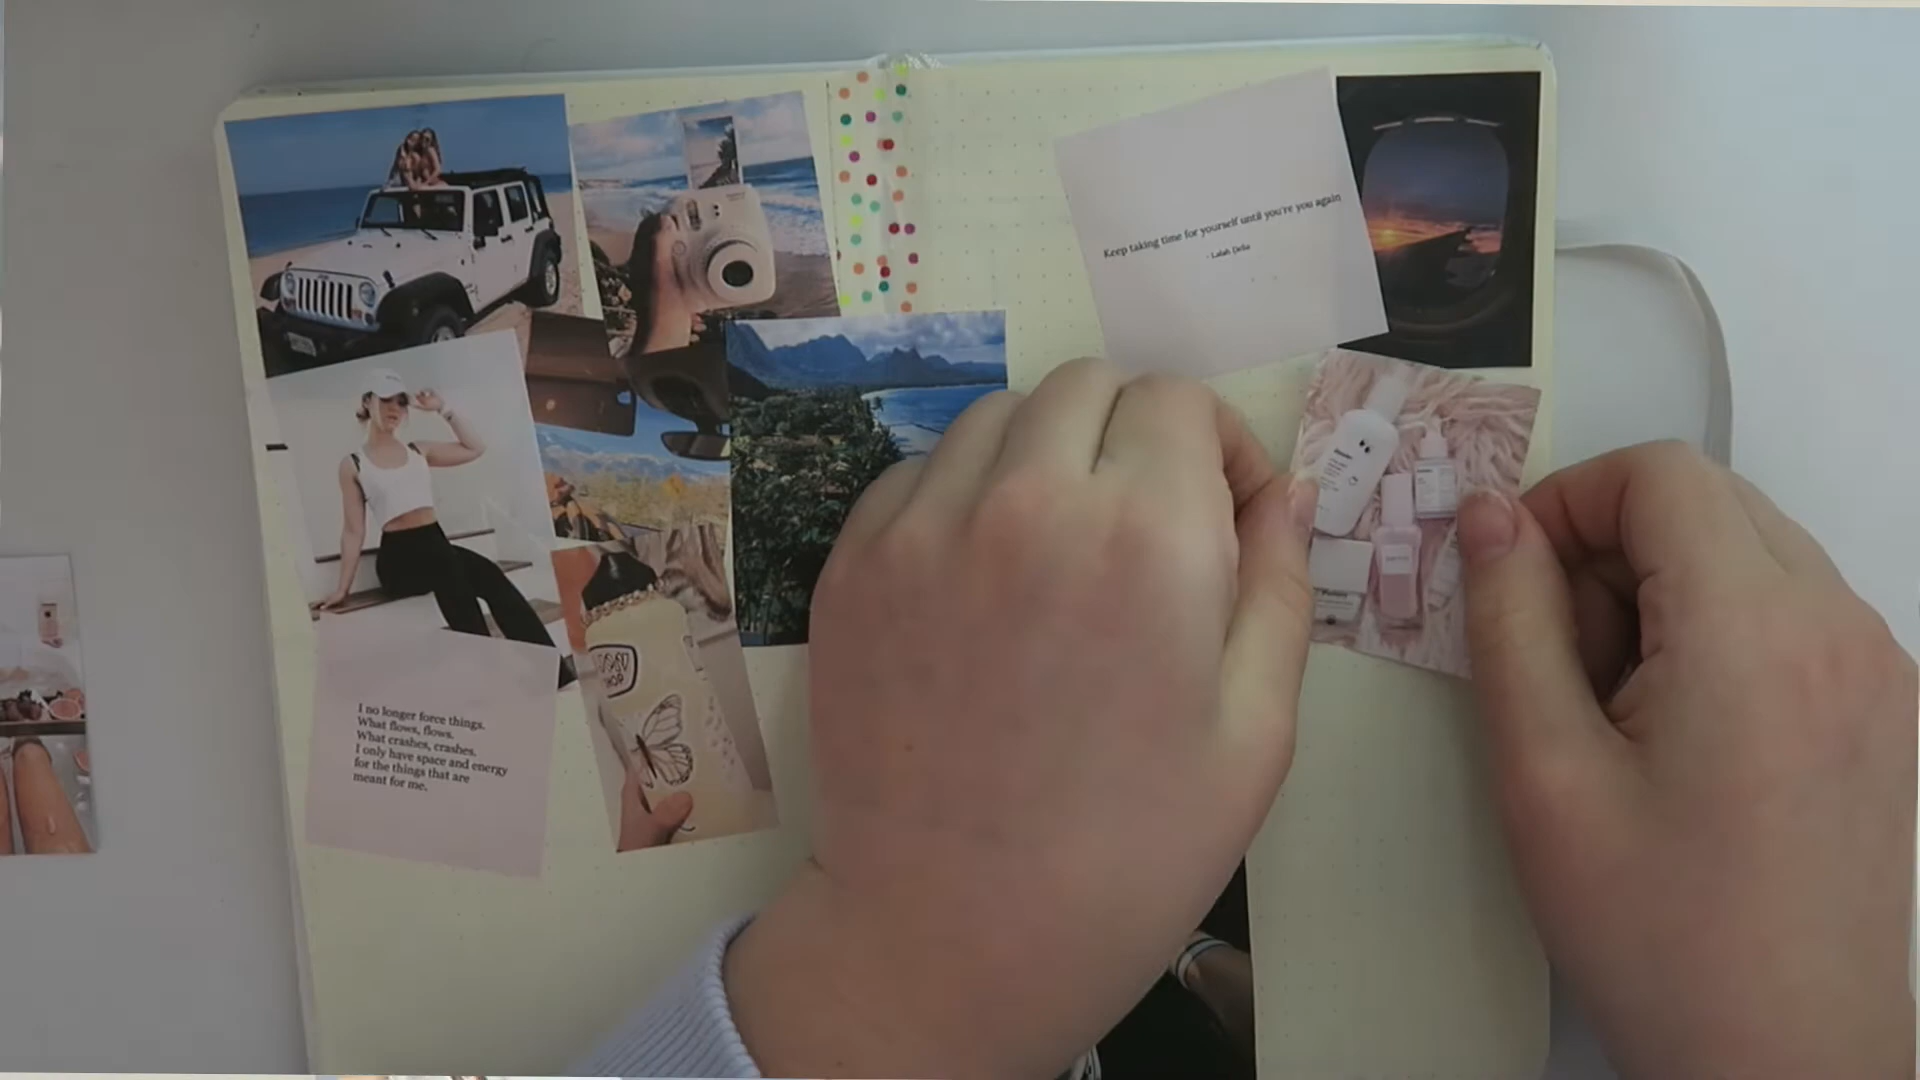 Keep taking time for yourself until you're you again
- Lalah Delia
I no longer force things.
What flows, flows.
What crashes, crashes.
I only have space and energy
for the things that are
meant for me.